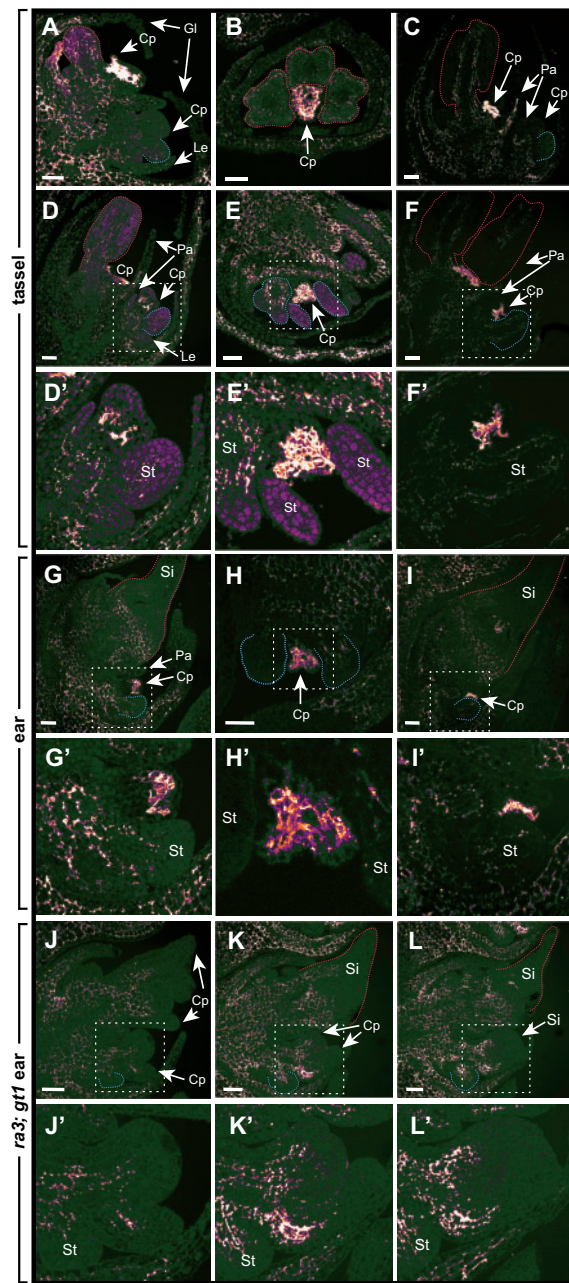 tassel
A
Cp
Gl
Cp
Le
B
Cp
C
Cp
Pa
Cp
D
Pa
Cp
Cp
Le
E
Cp
F
Pa
Cp
D'
St
E'
St
St
F'
St
ear
G
Si
Pa
Cp
H
Cp
I
Si
Cp
G'
St
H'
St
St
I'
St
ra3; gt1 ear
J
Cp
Cp
K
Si
Cp
L
Si
Si
J'
St
K'
St
L'
St